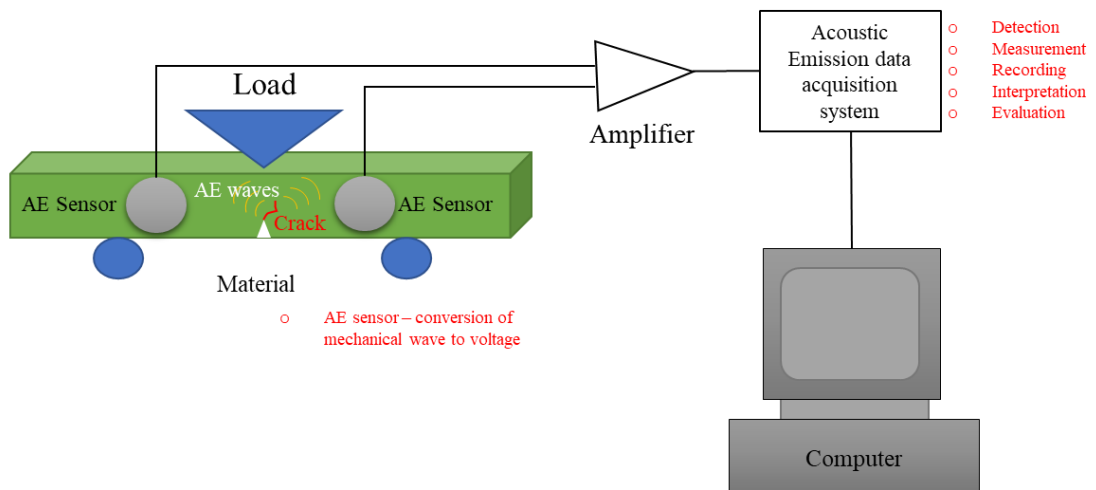 Load
AE Sensor
AE waves
Crack
AE Sensor
Material
AE sensor – conversion of
mechanical wave to voltage
Amplifier
Acoustic
Emission data
acquisition
system
Detection
Measurement
Recording
Interpretation
Evaluation
Computer